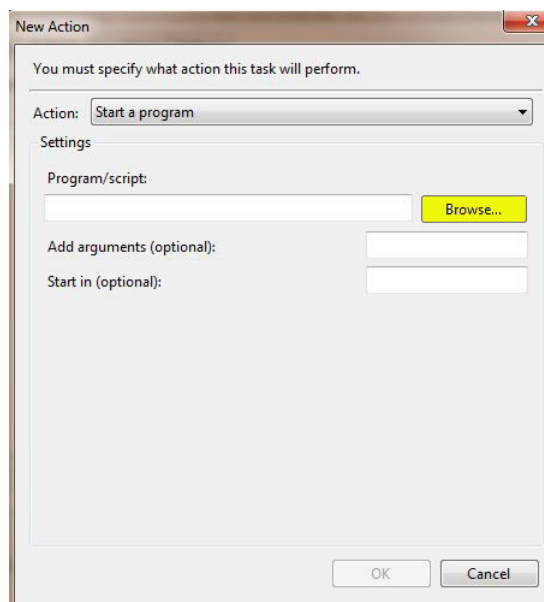 New Action
You must specify what action this task will perform.
Action: Start a program
Settings
Program/script:
Browse...
Add arguments (optional):
Start in (optional):
OK Cancel